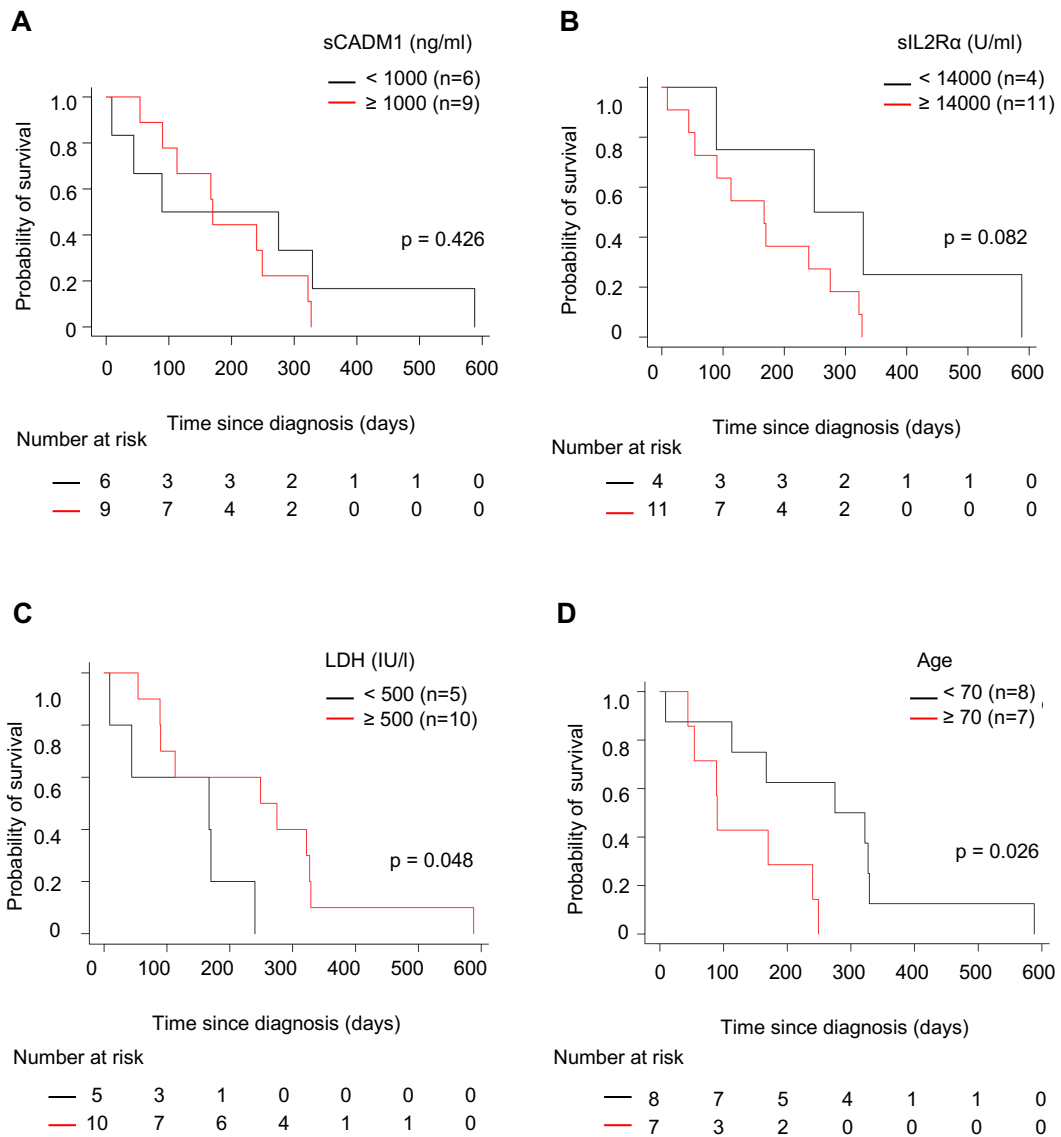 A
sCADM1 (ng/ml)
< 1000 (n=6)
≥ 1000 (n=9)
Probability of survival
1.0
0.8
0.6
0.4
0.2
0
p = 0.426
0 100 200 300 400 500 600
Time since diagnosis (days)
Number at risk
6 3 3 2 1 1 0
9 7 4 2 0 0 0
B
sIL2Rα (U/ml)
< 14000 (n=4)
≥ 14000 (n=11)
Probability of survival
1.0
0.8
0.6
0.4
0.2
0
p = 0.082
0 100 200 300 400 500 600
Time since diagnosis (days)
Number at risk
4 3 3 2 1 1 0
11 7 4 2 0 0 0
C
LDH (IU/l)
< 500 (n=5)
≥ 500 (n=10)
Probability of survival
1.0
0.8
0.6
0.4
0.2
0
p = 0.048
0 100 200 300 400 500 600
Time since diagnosis (days)
Number at risk
5 3 1 0 0 0 0
10 7 6 4 1 1 0
D
Age
< 70 (n=8)
≥ 70 (n=7)
Probability of survival
1.0
0.8
0.6
0.4
0.2
0
p = 0.026
0 100 200 300 400 500 600
Time since diagnosis (days)
Number at risk
8 7 5 4 1 1 0
7 3 2 0 0 0 0